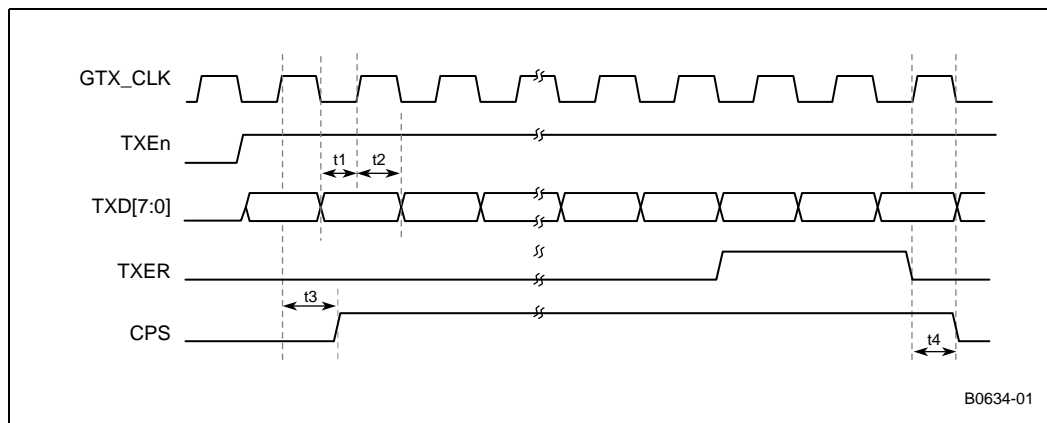 GTX_CLK
TXEn
t1 t2
TXD[7:0]
TXER
t3
CPS
t4
B0634-01